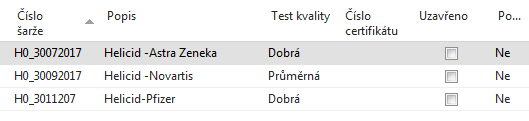 Číslo šarže Popis Test kvality Číslo certifikátu Uzavřeno Po...
H0_30072017 Helicid -Astra Zeneka Dobrá Ne
H0_30092017 Helicid -Novartis Průměrná Ne
H0_3011207 Helicid-Pfizer Dobrá Ne